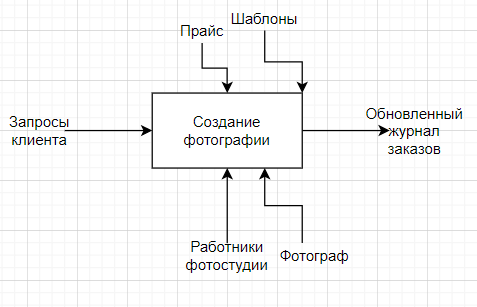 Прайс
Шаблоны
Запросы
клиента
Создание
фотографии
Обновленный
журнал
заказов
Работники
фотостудии
Фотограф